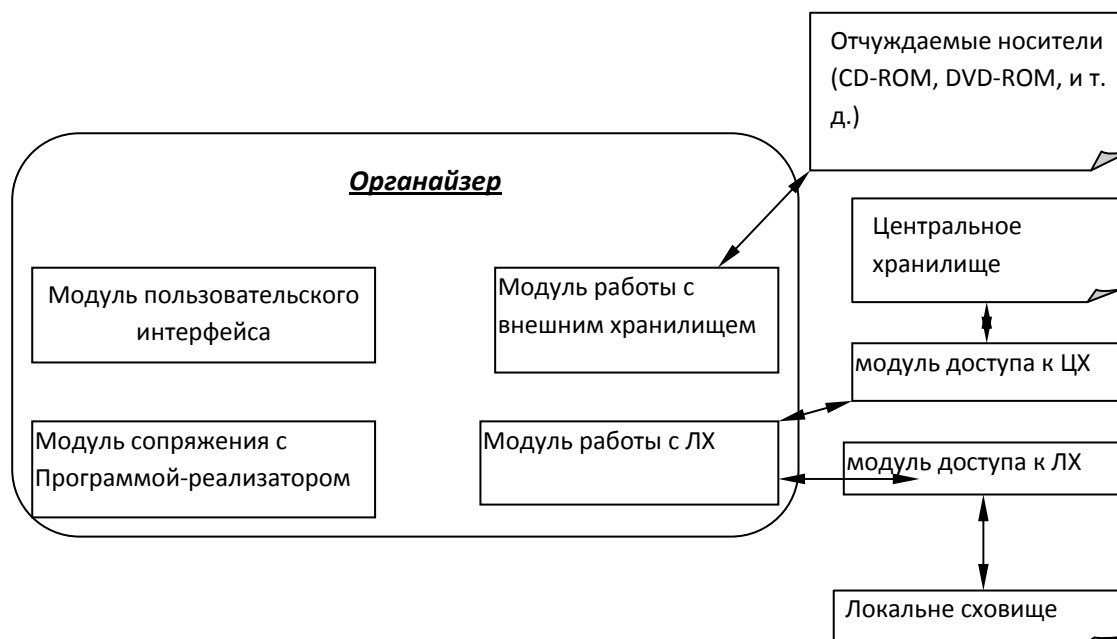 Отчуждаемые носители
(CD-ROM, DVD-ROM, и т.
д.)
Органайзер
Центральное
хранилище
Модуль пользовательского
интерфейса
Модуль работы с
внешним хранилищем
модуль доступа к ЦХ
Модуль сопряжения с
Программой-реализатором
Модуль работы с ЛХ
модуль доступа к ЛХ
Локальне сховище